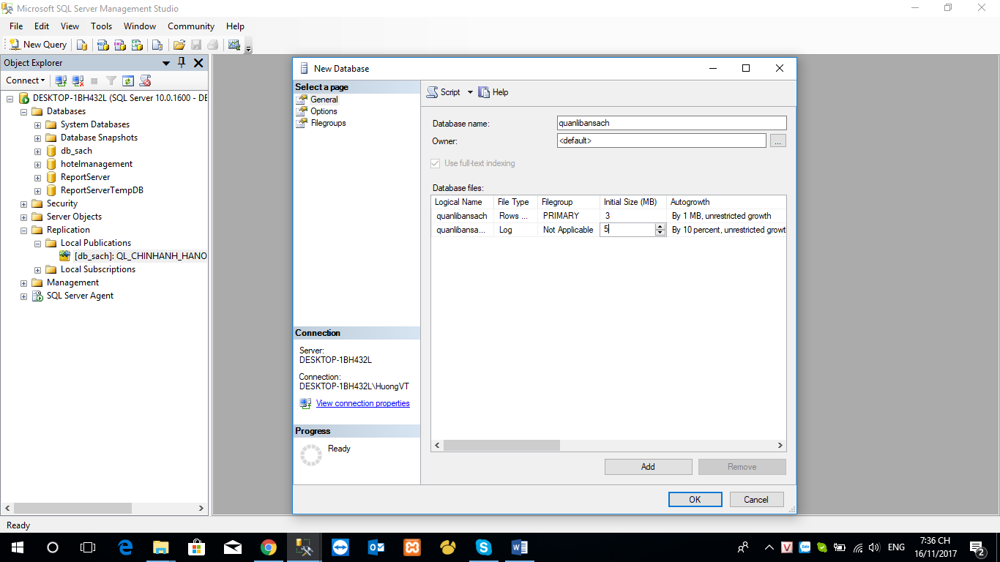 Microsoft SQL Server Management Studio
File Edit View Tools Window Community Help
New Query
Object Explorer
Connect
DESKTOP-1BH432L (SQL Server 10.0.1600 - DE
Databases
System Databases
Database Snapshots
db_sach
hotelmanagement
ReportServer
ReportServerTempDB
Security
Server Objects
Replication
Local Publications
[db_sach]: QL_CHINHANH_HANO
Local Subscriptions
Management
SQL Server Agent
New Database
Select a page
General
Options
Filegroups
Connection
Server:
DESKTOP-1BH432L
Connection:
DESKTOP-1BH432L\HuongVT
View connection properties
Progress
Ready
Script Help
Database name: quanlibansach
Owner: <default> ...
Use full-text indexing
Database files:
Logical Name File Type Filegroup Initial Size (MB) Autogrowth
quanlibansach Rows ... PRIMARY 3 By 1 MB, unrestricted growth
quanlibansa... Log Not Applicable 5 By 10 percent, unrestricted growt
Add Remove
OK Cancel
Ready
ENG
7:36 CH
16/11/2017
2